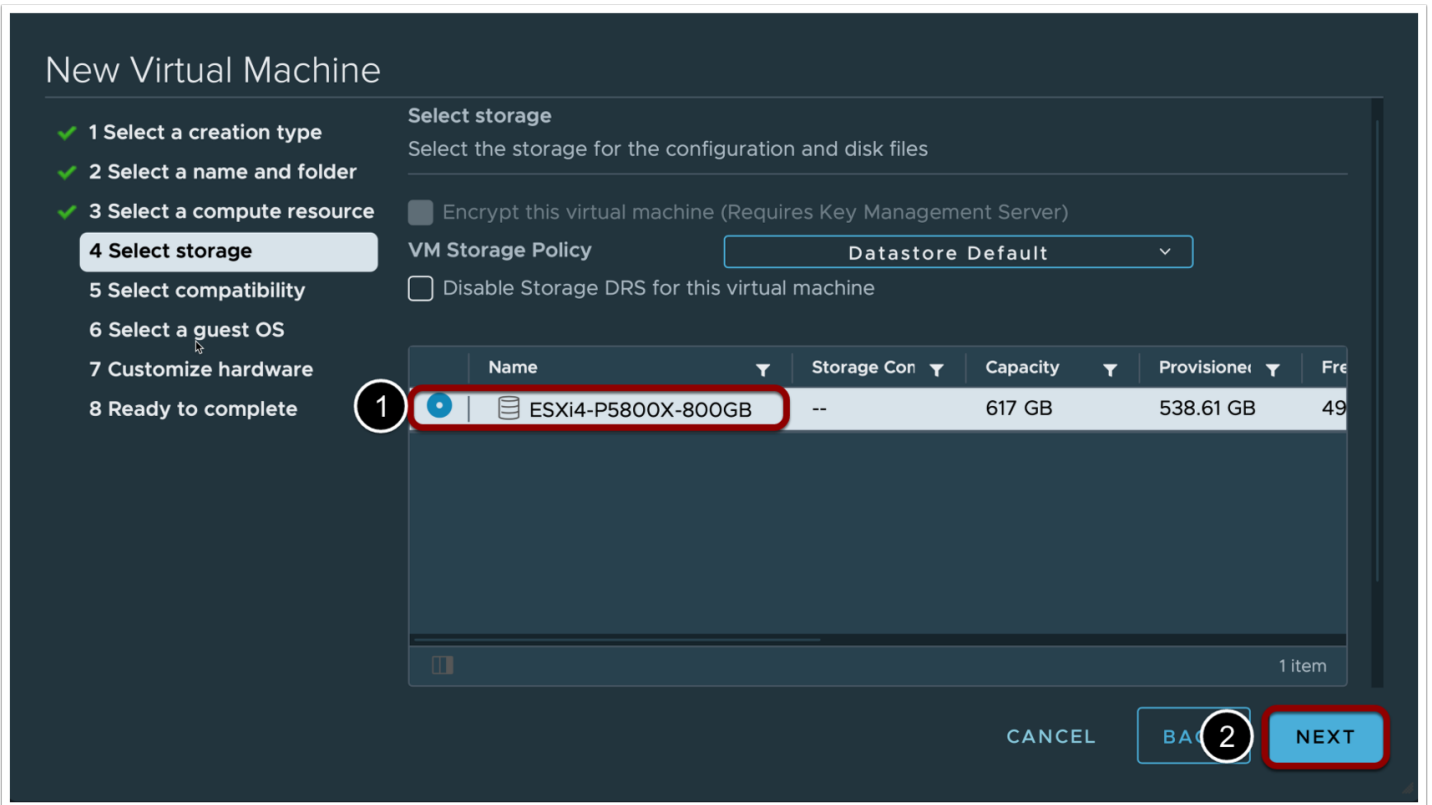 New Virtual Machine
1 Select a creation type
2 Select a name and folder
3 Select a compute resource
4 Select storage
5 Select compatibility
6 Select a guest OS
7 Customize hardware
8 Ready to complete
Select storage
Select the storage for the configuration and disk files
Encrypt this virtual machine (Requires Key Management Server)
VM Storage Policy Datastore Default
Disable Storage DRS for this virtual machine
Name Storage Con Capacity Provisione Fre
1 ESXi4-P5800X-800GB -- 617 GB 538.61 GB 49
1 item
CANCEL BAC 2 NEXT